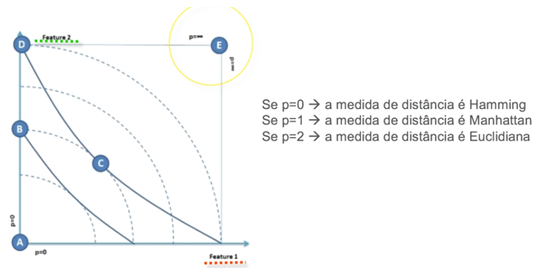 D
Feature 2
p=∞
E
p=∞
B
C
p=0
A
p=0
Feature 1
Se p=0 → a medida de distância é Hamming
Se p=1 → a medida de distância é Manhattan
Se p=2 → a medida de distância é Euclidiana